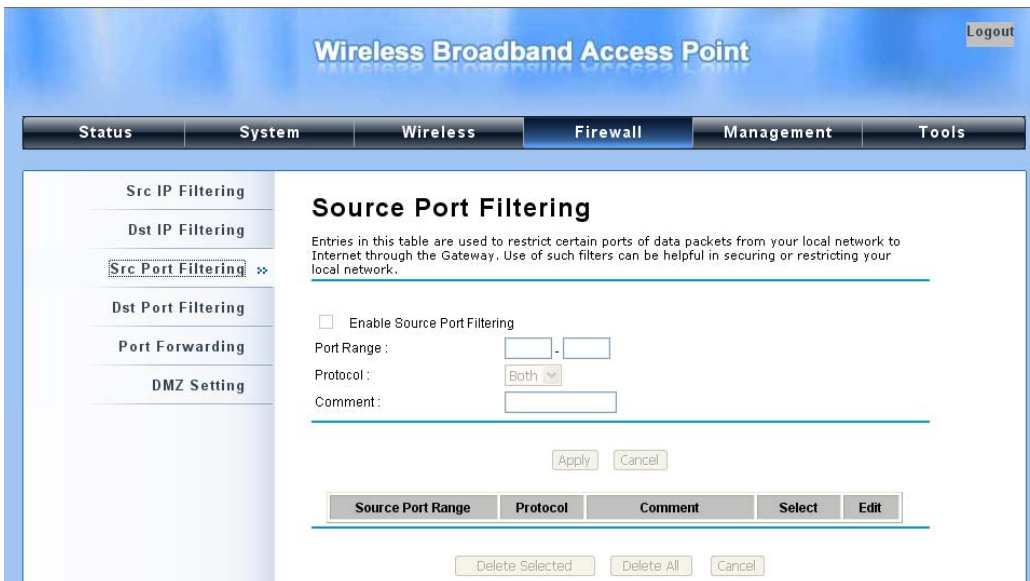 Wireless Broadband Access Point
Logout
Status System Wireless Firewall Management Tools
Src IP Filtering
Dst IP Filtering
Src Port Filtering »
Dst Port Filtering
Port Forwarding
DMZ Setting
Source Port Filtering
Entries in this table are used to restrict certain ports of data packets from your local network to
Internet through the Gateway. Use of such filters can be helpful in securing or restricting your
local network.
Enable Source Port Filtering
Port Range : -
Protocol : Both
Comment :
Apply Cancel
Source Port Range Protocol Comment Select Edit
Delete Selected Delete All Cancel